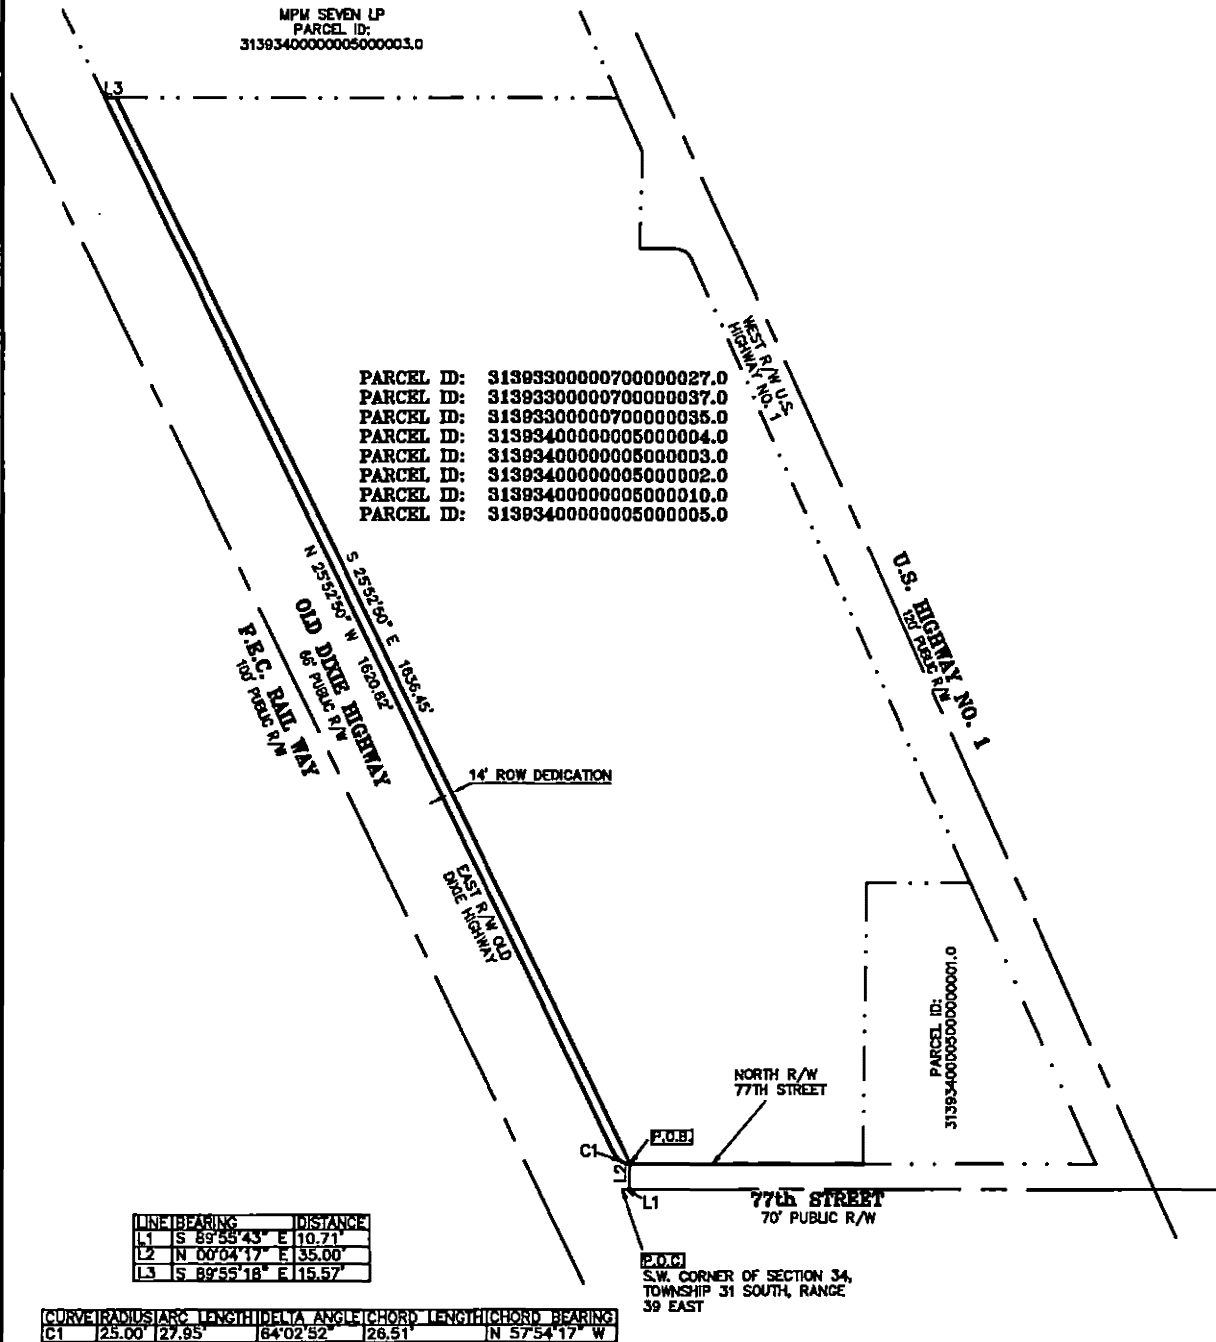 MPM SEVEN LP
PARCEL ID:
31393400000005000003.0
L3
PARCEL ID: 31393300000700000027.0
PARCEL ID: 31393300000700000037.0
PARCEL ID: 31393300000700000035.0
PARCEL ID: 31393400000005000004.0
PARCEL ID: 31393400000005000003.0
PARCEL ID: 31393400000005000002.0
PARCEL ID: 31393400000005000010.0
PARCEL ID: 31393400000005000005.0
WEST R/W U.S.
HIGHWAY NO. 1
U.S. HIGHWAY NO. 1
120' PUBLIC R/W
S 25°52'50" E 1636.45'
N 25°52'50" W 1620.82'
OLD DIXIE HIGHWAY
66' PUBLIC R/W
F.E.C. RAIL WAY
100' PUBLIC R/W
14' ROW DEDICATION
EAST R/W OLD
DIXIE HIGHWAY
PARCEL ID:
31393400000500000001.0
NORTH R/W
77TH STREET
P.O.B.
C1
L2
L1
77th STREET
70' PUBLIC R/W
P.O.C.
S.W. CORNER OF SECTION 34,
TOWNSHIP 31 SOUTH, RANGE
39 EAST
LINE BEARING DISTANCE
L1 S 89°55'43" E 10.71'
L2 N 00°04'17" E 35.00'
L3 S 89°55'18" E 15.57'
CURVE RADIUS ARC LENGTH DELTA ANGLE CHORD LENGTH CHORD BEARING
C1 25.00' 27.95' 64°02'52" 26.51' N 57°54'17" W